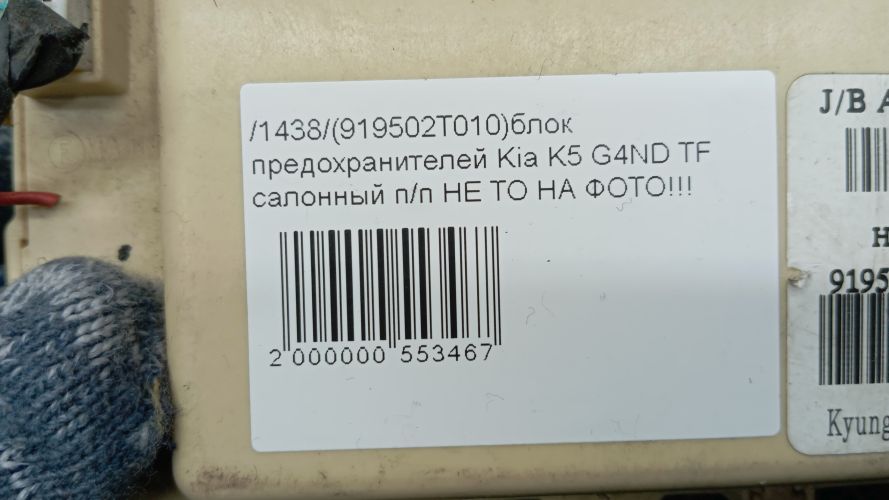 /1438/(919502T010)блок
предохранителей Kia K5 G4ND TF
салонный п/п НЕ ТО НА ФОТО!!!
2 000000 553467
J/B A
H
9195
Kyung